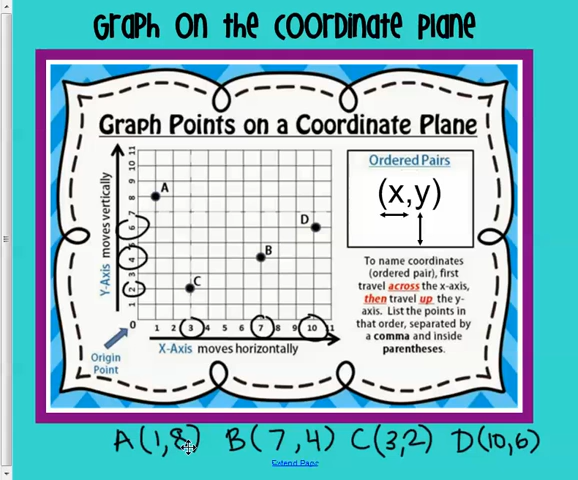 Graph on the Coordinate Plane
Graph Points on a Coordinate Plane
Y-Axis moves vertically
11
10
9
8
7
6
5
4
3
2
1
A
D
B
C
0 1 2 3 4 5 6 7 8 9 10 11
X-Axis moves horizontally
Origin
Point
Ordered Pairs
(x,y)
To name coordinates
(ordered pair), first
travel across the x-axis,
then travel up the y-
axis. List the points in
that order, separated by
a comma and inside
parentheses.
A(1,8) B(7,4) C(3,2) D(10,6)
Extend Page